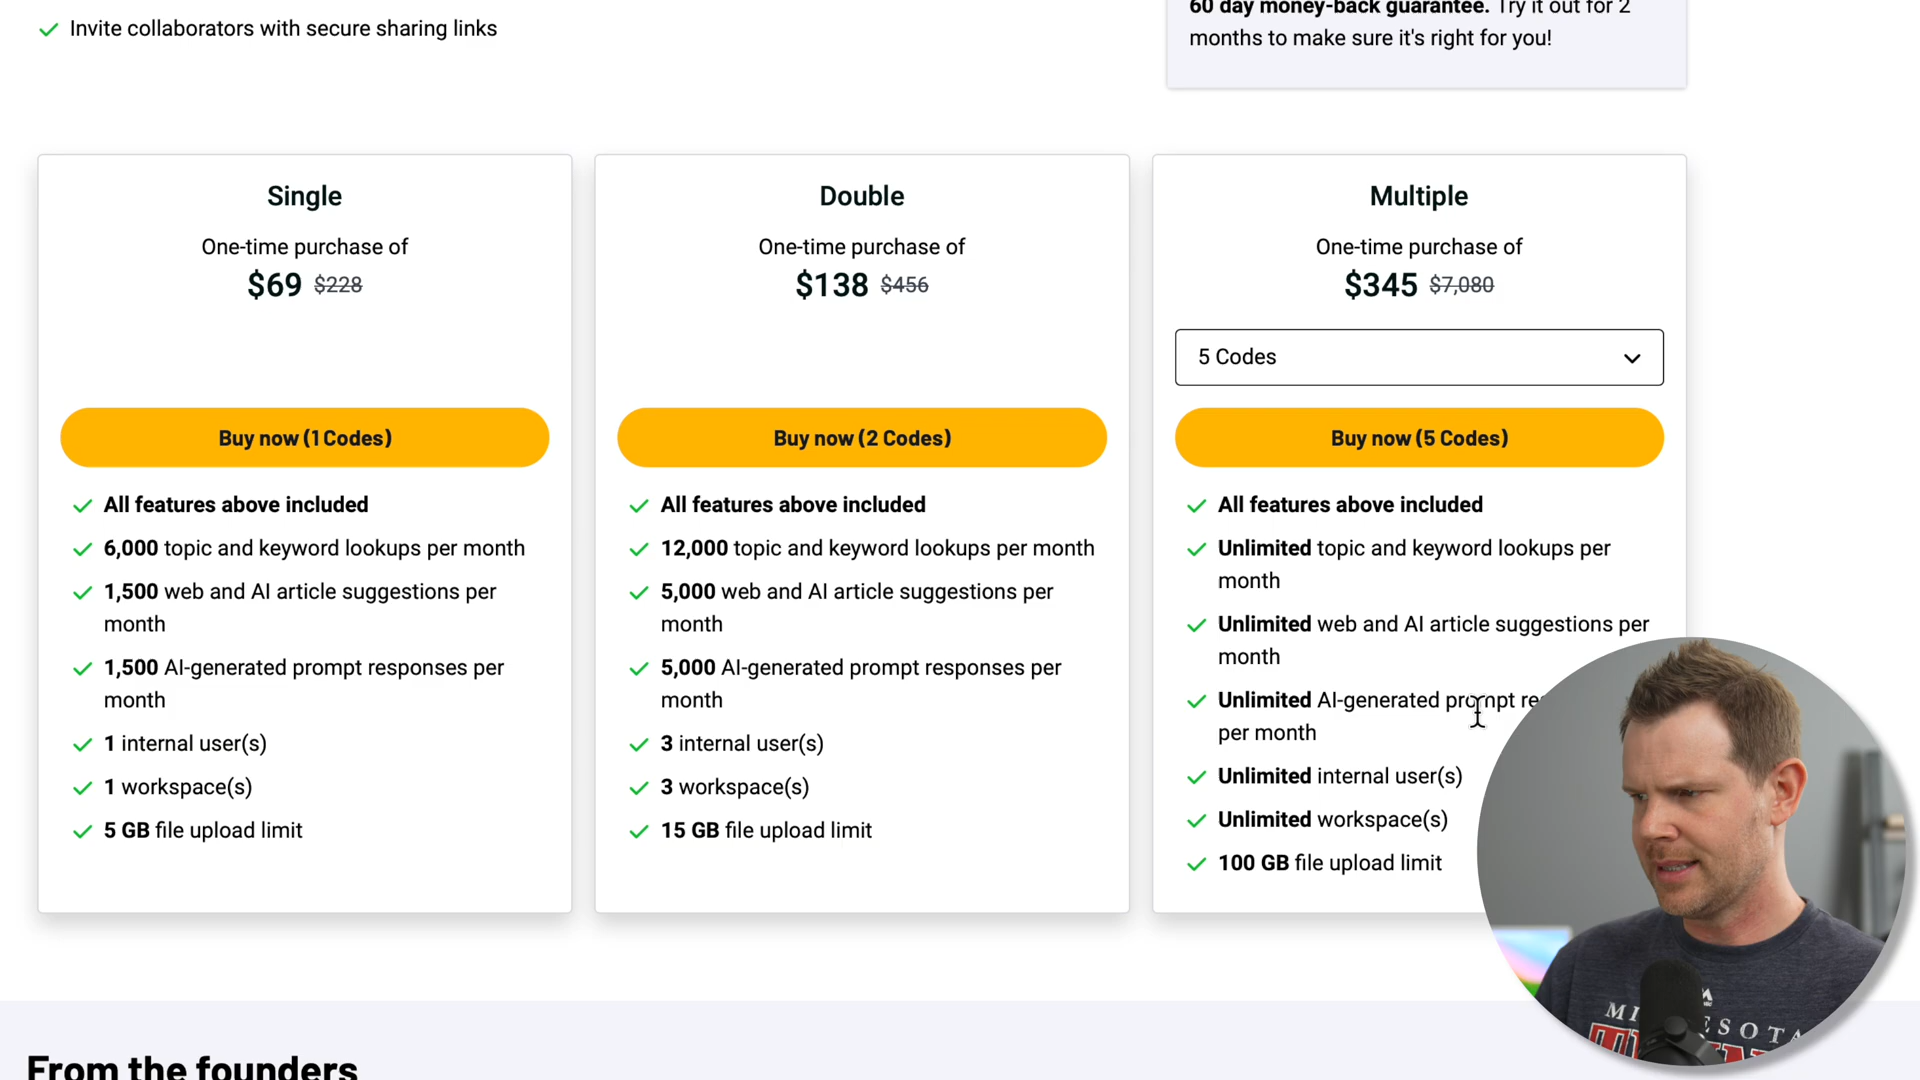 Invite collaborators with secure sharing links
60 day money-back guarantee. Try it out for 2
months to make sure it's right for you!
Single
One-time purchase of
$69 $228
Buy now (1 Codes)
All features above included
6,000 topic and keyword lookups per month
1,500 web and AI article suggestions per
month
1,500 AI-generated prompt responses per
month
1 internal user(s)
1 workspace(s)
5 GB file upload limit
Double
One-time purchase of
$138 $456
Buy now (2 Codes)
All features above included
12,000 topic and keyword lookups per month
5,000 web and AI article suggestions per
month
5,000 AI-generated prompt responses per
month
3 internal user(s)
3 workspace(s)
15 GB file upload limit
Multiple
One-time purchase of
$345 $7,080
5 Codes
Buy now (5 Codes)
All features above included
Unlimited topic and keyword lookups per
month
Unlimited web and AI article suggestions per
month
Unlimited AI-generated prompt
per month
Unlimited internal user(s)
Unlimited workspace(s)
100 GB file upload limit
From the founders